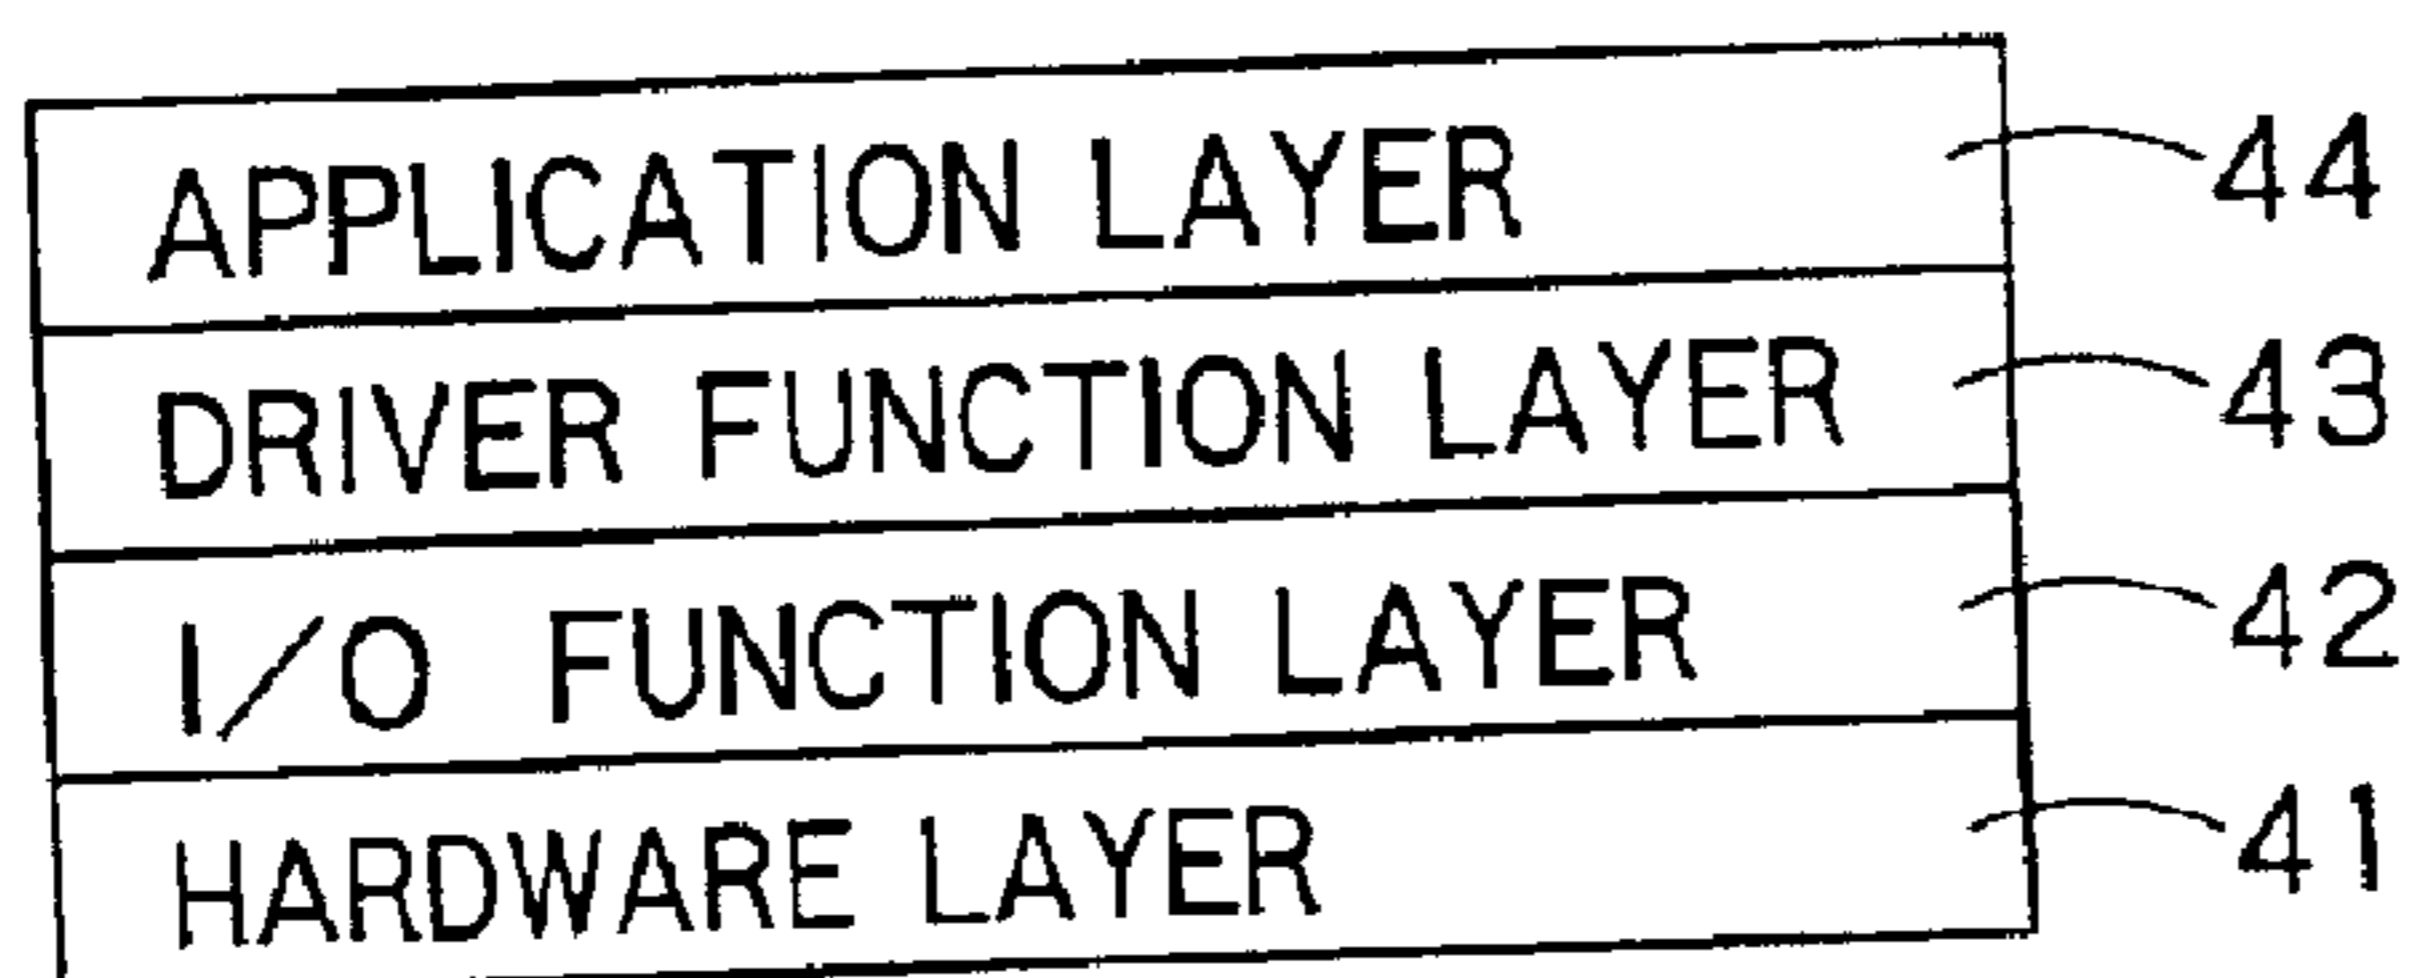 APPLICATION LAYER 44
DRIVER FUNCTION LAYER 43
I/O FUNCTION LAYER 42
HARDWARE LAYER 41